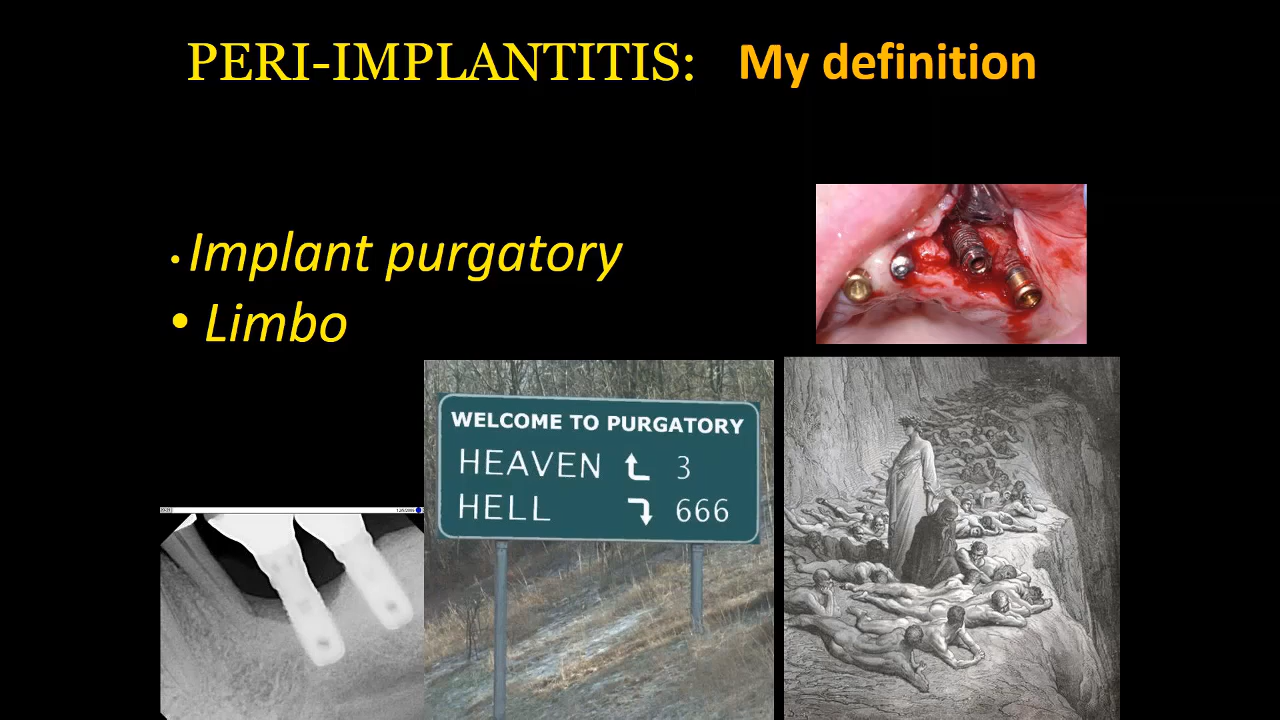 PERI-IMPLANTITIS: My definition
• Implant purgatory
• Limbo
WELCOME TO PURGATORY
HEAVEN 3
HELL 666